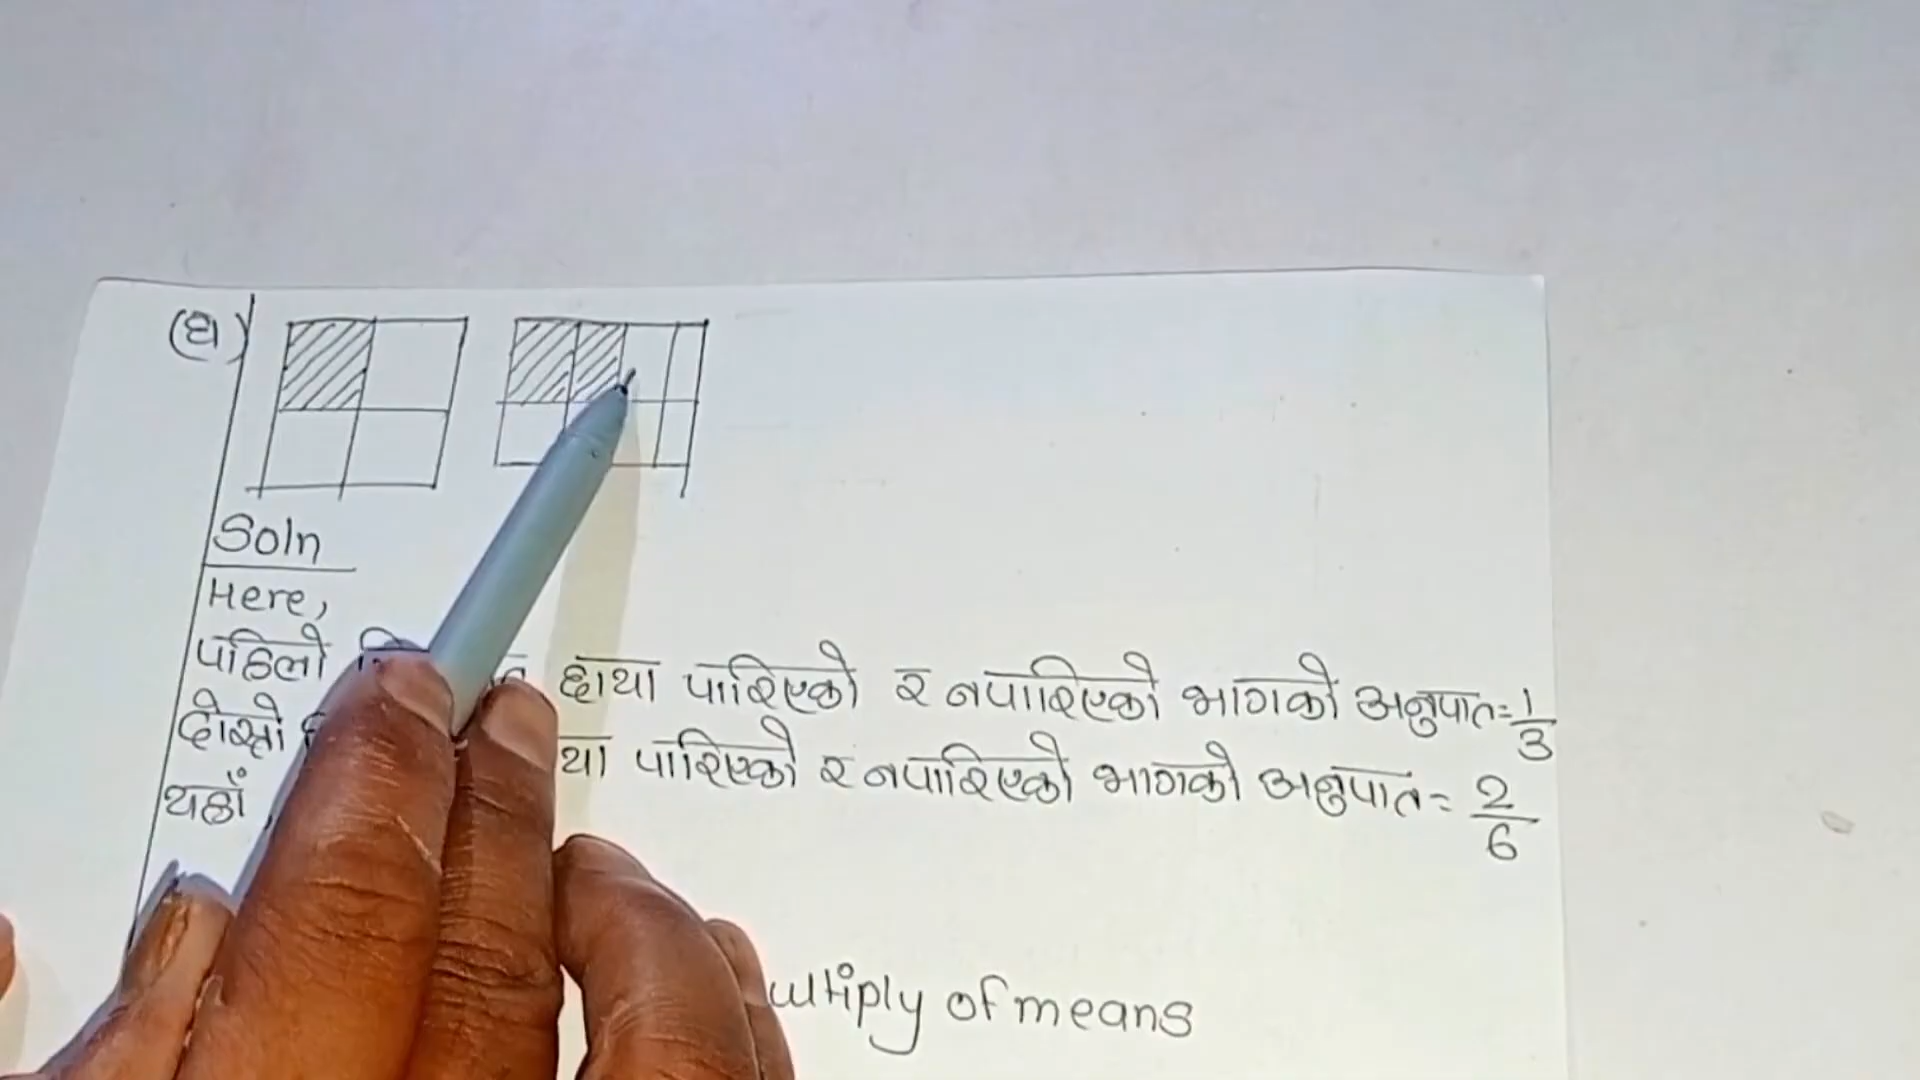 (घ)
Soln
Here,
पहिलो छाया पारिएको र नपारिएको भागको अनुपात = 1/3
दोस्रो पारिएको र नपारिएको भागको अनुपात = 2/6
यहाँ,
of means